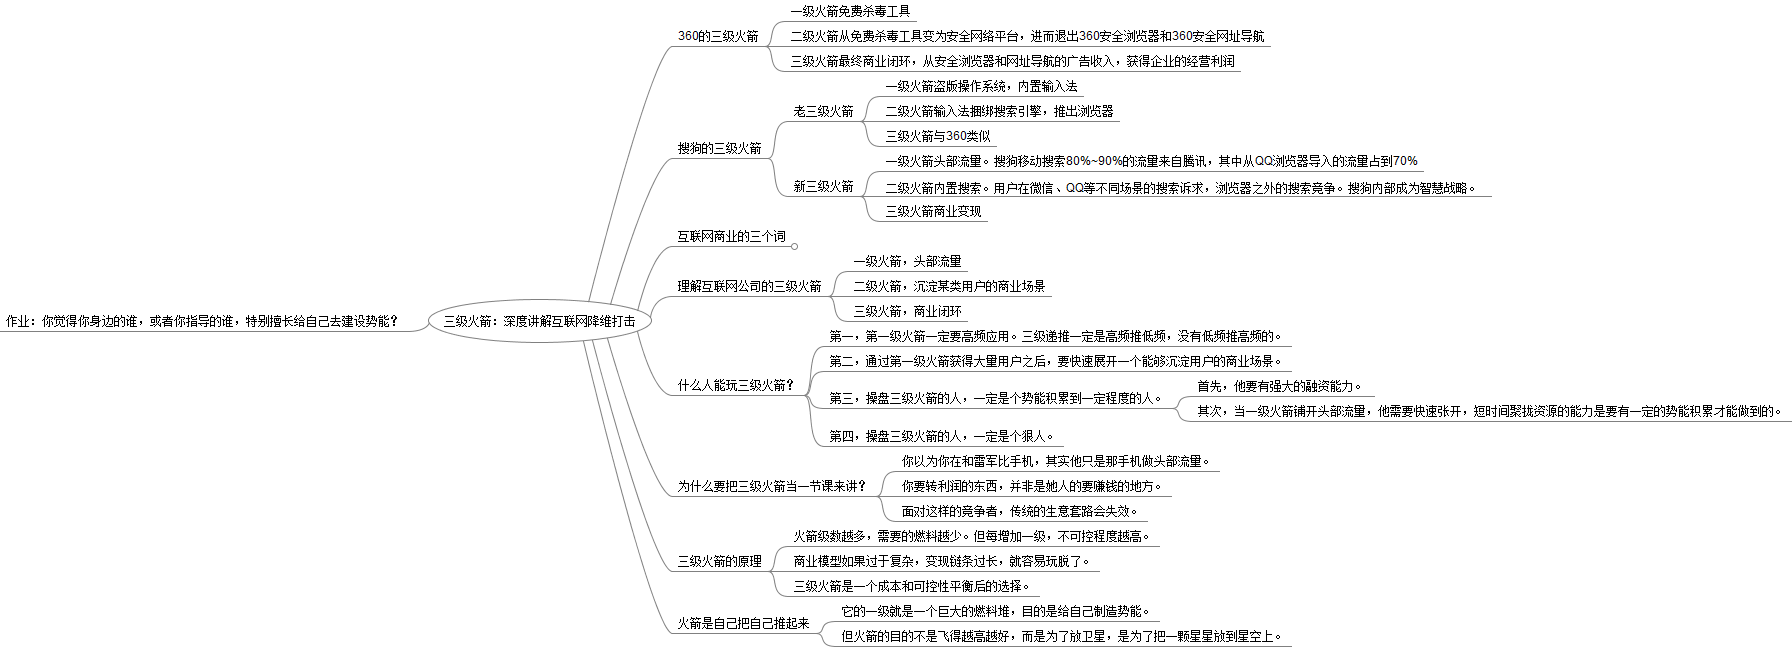 360的三级火箭
一级火箭免费杀毒工具
二级火箭从免费杀毒工具变为安全网络平台，进而退出360安全浏览器和360安全网址导航
三级火箭最终商业闭环，从安全浏览器和网址导航的广告收入，获得企业的经营利润
搜狗的三级火箭
老三级火箭
一级火箭盗版操作系统，内置输入法
二级火箭输入法捆绑搜索引擎，推出浏览器
三级火箭与360类似
新三级火箭
一级火箭头部流量。搜狗移动搜索80%~90%的流量来自腾讯，其中从QQ浏览器导入的流量占到70%
二级火箭内置搜索。用户在微信、QQ等不同场景的搜索诉求，浏览器之外的搜索竞争。搜狗内部成为智慧战略。
三级火箭商业变现
互联网商业的三个词
理解互联网公司的三级火箭
一级火箭，头部流量
二级火箭，沉淀某类用户的商业场景
三级火箭，商业闭环
作业：你觉得你身边的谁，或者你指导的谁，特别擅长给自己去建设势能？
三级火箭：深度讲解互联网降维打击
什么人能玩三级火箭？
第一，第一级火箭一定要高频应用。三级递推一定是高频推低频，没有低频推高频的。
第二，通过第一级火箭获得大量用户之后，要快速展开一个能够沉淀用户的商业场景。
第三，操盘三级火箭的人，一定是个势能积累到一定程度的人。
首先，他要有强大的融资能力。
其次，当一级火箭铺开头部流量，他需要快速张开，短时间聚拢资源的能力是要有一定的势能积累才能做到的。
第四，操盘三级火箭的人，一定是个狠人。
为什么要把三级火箭当一节课来讲？
你以为你在和雷军比手机，其实他只是那手机做头部流量。
你要转利润的东西，并非是她人的要赚钱的地方。
面对这样的竞争者，传统的生意套路会失效。
三级火箭的原理
火箭级数越多，需要的燃料越少。但每增加一级，不可控程度越高。
商业模型如果过于复杂，变现链条过长，就容易玩脱了。
三级火箭是一个成本和可控性平衡后的选择。
火箭是自己把自己推起来
它的一级就是一个巨大的燃料堆，目的是给自己制造势能。
但火箭的目的不是飞得越高越好，而是为了放卫星，是为了把一颗星星放到星空上。